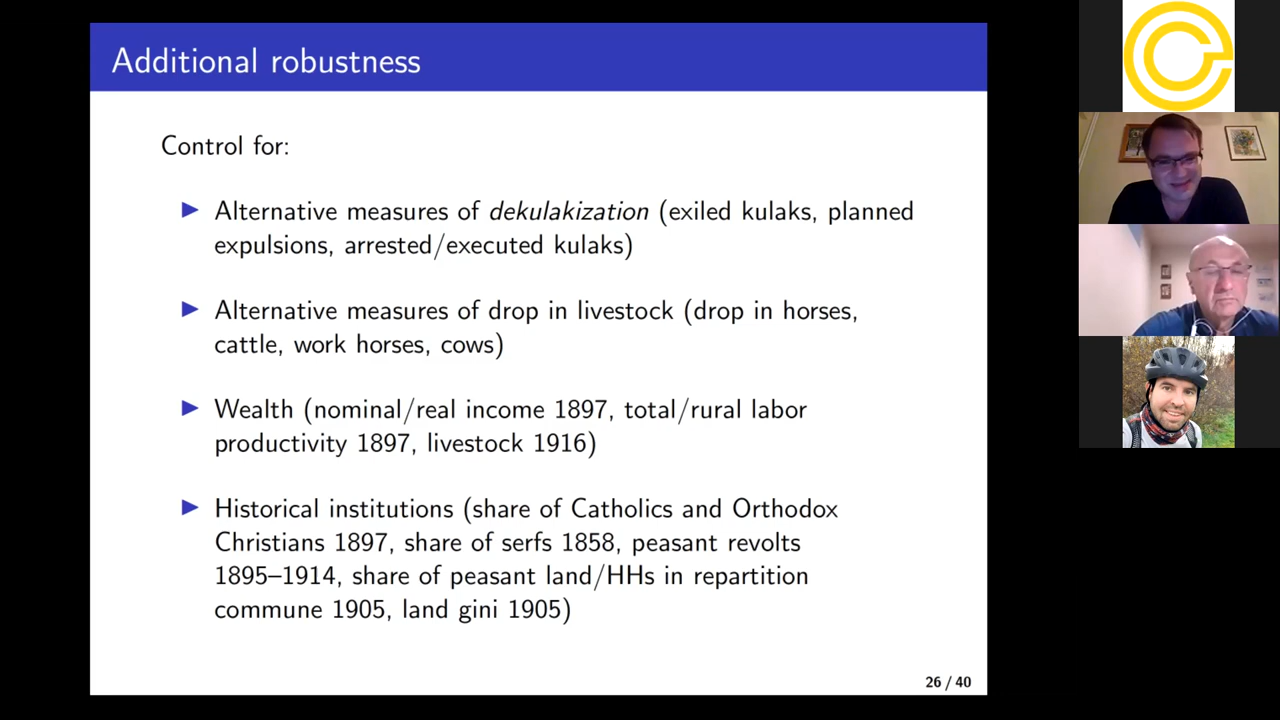 Additional robustness
Control for:
▶ Alternative measures of dekulakization (exiled kulaks, planned
expulsions, arrested/executed kulaks)
▶ Alternative measures of drop in livestock (drop in horses,
cattle, work horses, cows)
▶ Wealth (nominal/real income 1897, total/rural labor
productivity 1897, livestock 1916)
▶ Historical institutions (share of Catholics and Orthodox
Christians 1897, share of serfs 1858, peasant revolts
1895–1914, share of peasant land/HHs in repartition
commune 1905, land gini 1905)
26 / 40